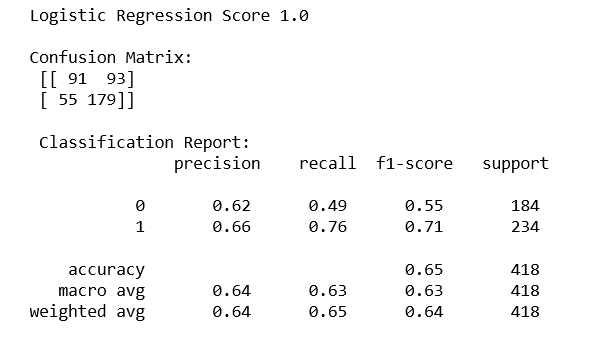 Logistic Regression Score 1.0
Confusion Matrix:
[[ 91  93]
[ 55 179]]
Classification Report:
precision    recall  f1-score   support
0       0.62      0.49      0.55       184
1       0.66      0.76      0.71       234
accuracy                           0.65       418
macro avg       0.64      0.63      0.63       418
weighted avg       0.64      0.65      0.64       418